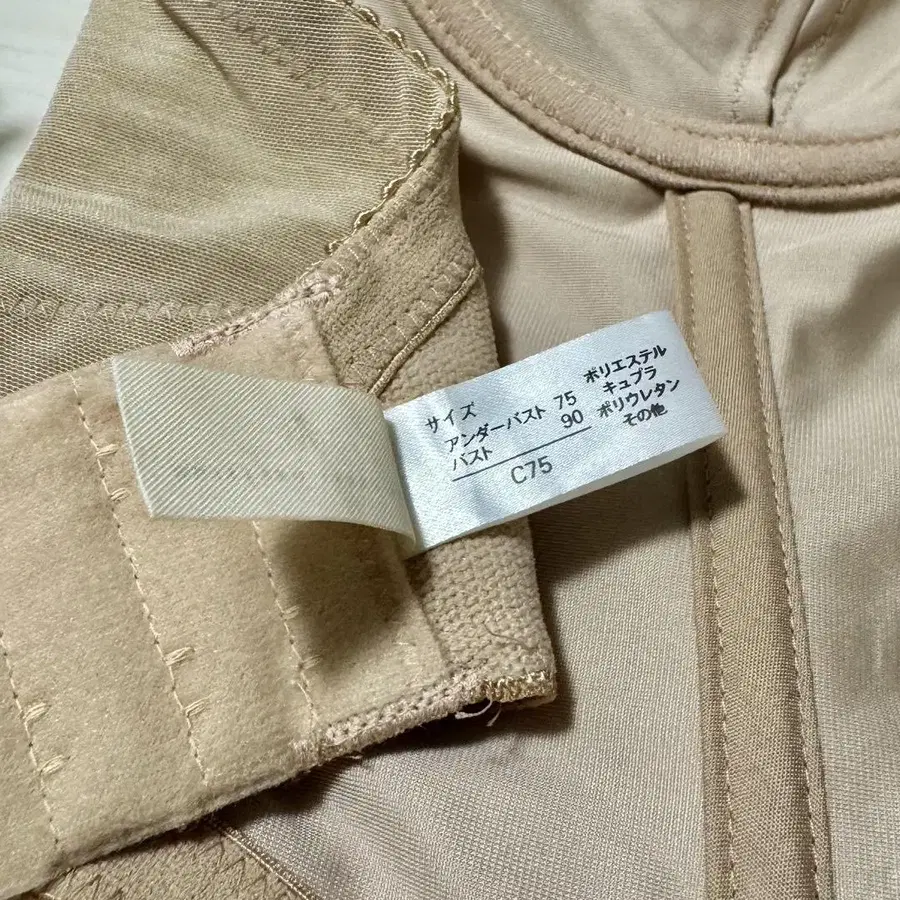 サイズ
アンダーバスト 75
バスト 90
C75
ポリエステル
キュプラ
ポリウレタン
その他